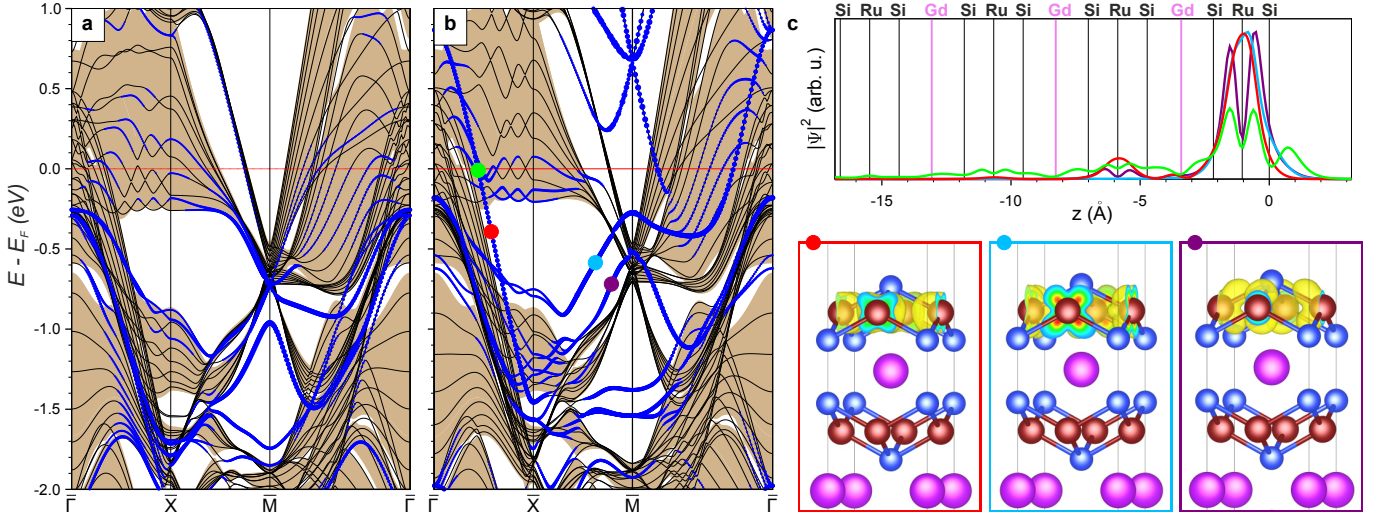 a
b
c
1.0
0.5
0.0
-0.5
-1.0
-1.5
-2.0
E - E_F (eV)
Γ̄ X̄ M̄ Γ̄
Γ̄ X̄ M̄ Γ̄
Si Ru Si Gd Si Ru Si Gd Si Ru Si Gd Si Ru Si
|Ψ|² (arb. u.)
-15 -10 -5 0
z (Å)